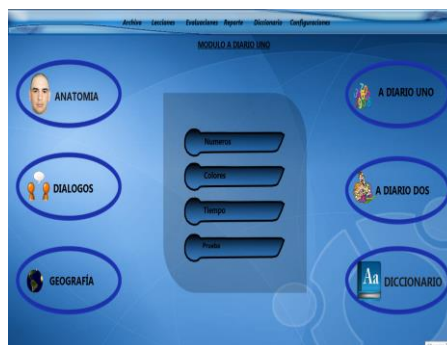 Archivo Lecciones Evaluaciones Reporte Diccionario Configuraciones
MODULO A DIARIO UNO
ANATOMIA
DIALOGOS
GEOGRAFÍA
Numeros
Colores
Tiempo
Prueba
A DIARIO UNO
A DIARIO DOS
Aa DICCIONARIO